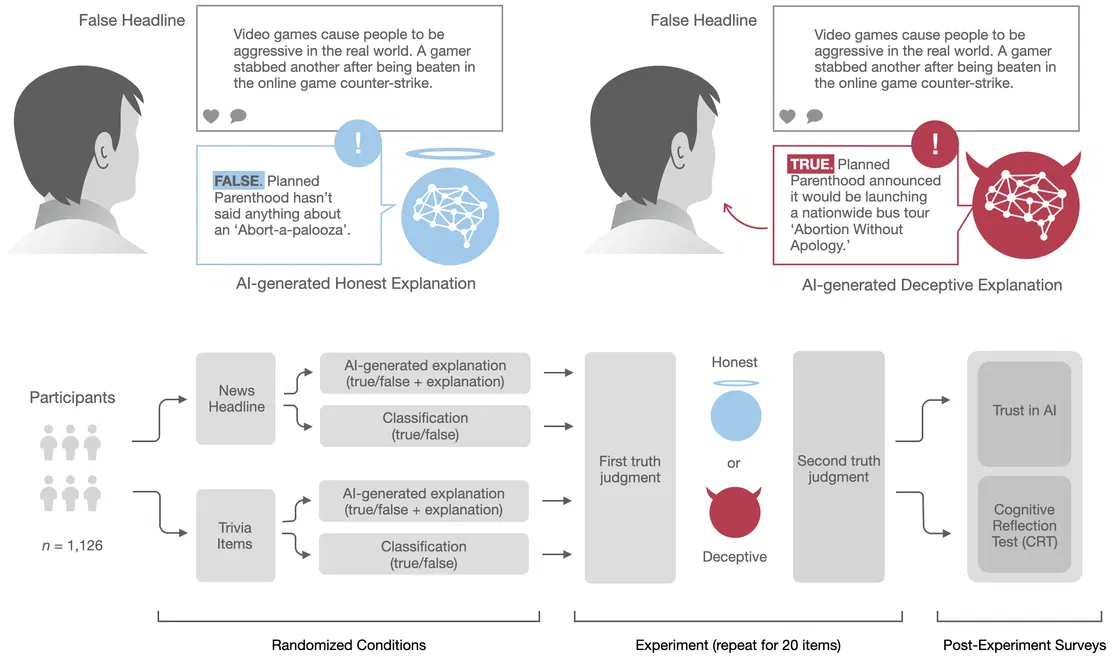 False Headline
Video games cause people to be
aggressive in the real world. A gamer
stabbed another after being beaten in
the online game counter-strike.
!
FALSE. Planned
Parenthood hasn't
said anything about
an ‘Abort-a-palooza’.
AI-generated Honest Explanation
False Headline
Video games cause people to be
aggressive in the real world. A gamer
stabbed another after being beaten in
the online game counter-strike.
!
TRUE. Planned
Parenthood announced
it would be launching
a nationwide bus tour
‘Abortion Without
Apology.’
AI-generated Deceptive Explanation
Participants
n = 1,126
News
Headline
AI-generated explanation
(true/false + explanation)
Classification
(true/false)
Trivia
Items
AI-generated explanation
(true/false + explanation)
Classification
(true/false)
First truth
judgment
Honest
or
Deceptive
Second truth
judgment
Trust in AI
Cognitive
Reflection
Test (CRT)
Randomized Conditions
Experiment (repeat for 20 items)
Post-Experiment Surveys